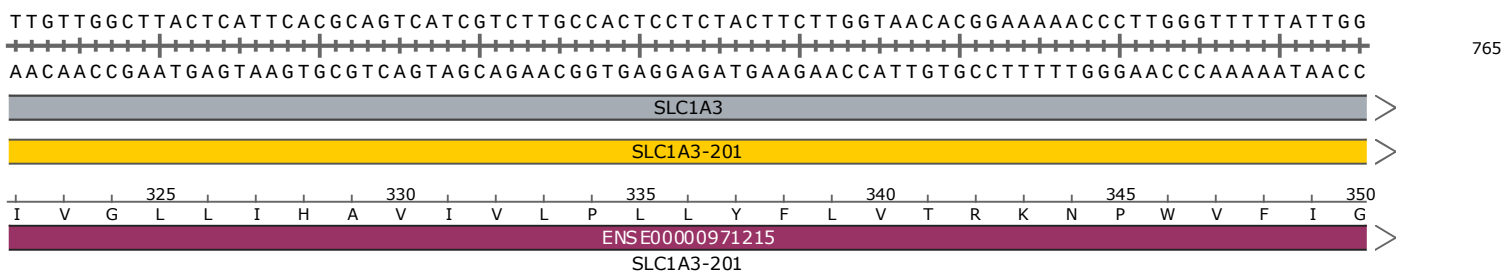 TTGTTGGCTTACTCATTCACGCAGTCATCGTCTTGCCACTCCTCTACTTCTTGGTAACACGGAAAAACCCTTGGGTTTTTATTGG
765
AACAACCGAATGAGTAAGTGCGTCAGTAGCAGAACGGTGAGGAGATGAAGAACCATTGTGCCTTTTTGGGAACCCAAAAATAACC
SLC1A3
SLC1A3-201
325 330 335 340 345 350
I V G L L I H A V I V L P L L Y F L V T R K N P W V F I G
ENSE00000971215
SLC1A3-201